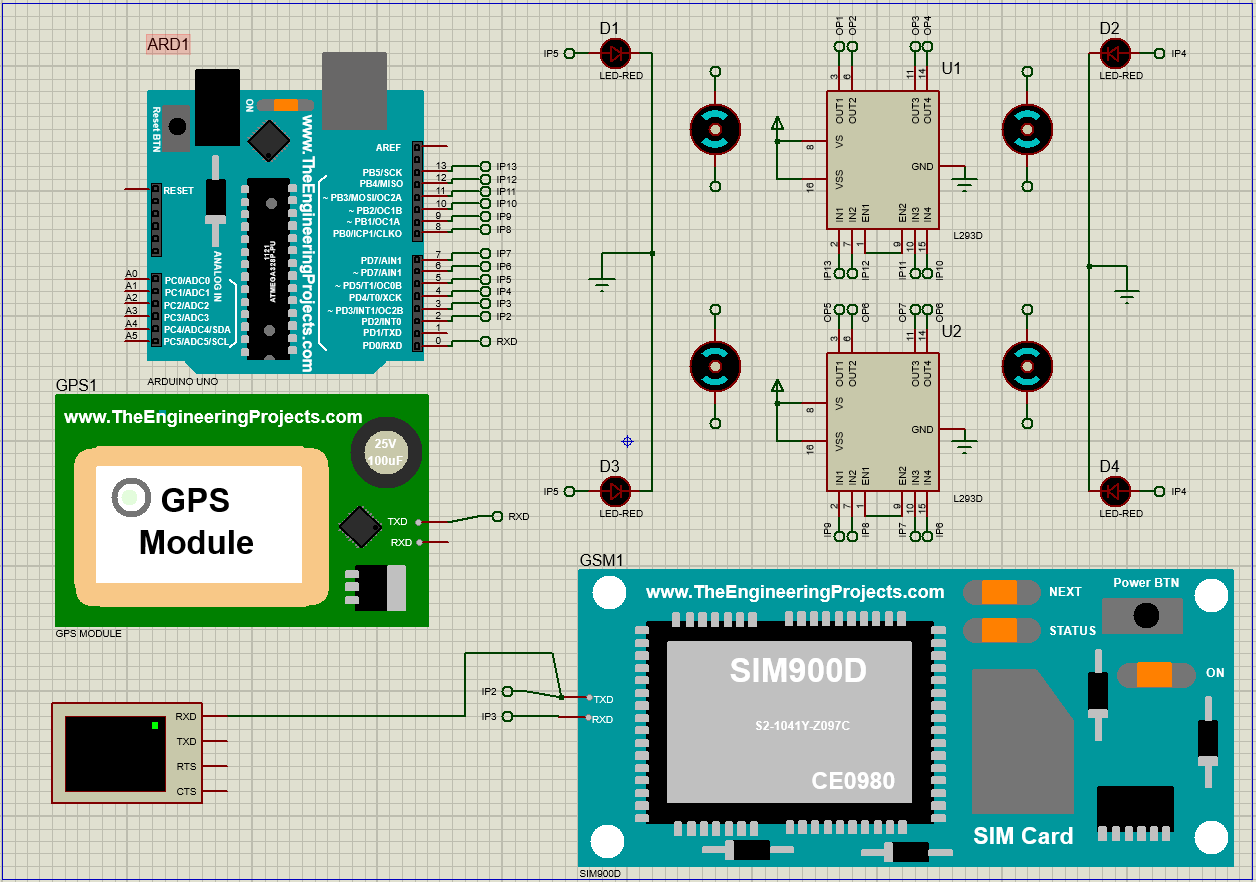 ARD1
Reset BTN
ON
www.TheEngineeringProjects.com
AREF
RESET
13
PB5/SCK
IP13
12
PB4/MISO
IP12
11
~ PB3/MOSI/OC2A
IP11
10
~ PB2/OC1B
IP10
9
~ PB1/OC1A
IP9
8
PB0/ICP1/CLKO
IP8
7
PD7/AIN1
IP7
6
~ PD7/AIN1
IP6
5
~ PD5/T1/OC0B
IP5
4
PD4/T0/XCK
IP4
3
~ PD3/INT1/OC2B
IP3
2
PD2/INT0
IP2
1
PD1/TXD
0
PD0/RXD
RXD
ANALOG IN
1121
ATMEGA328P-PU
A0
PC0/ADC0
A1
PC1/ADC1
A2
PC2/ADC2
A3
PC3/ADC3
A4
PC4/ADC4/SDA
A5
PC5/ADC5/SCL
ARDUINO UNO
D1
IP5
LED-RED
D2
IP4
LED-RED
OP1
OP2
OP3
OP4
3
6
11
14
U1
OUT1
OUT2
OUT3
OUT4
8
VS
16
VSS
GND
IN1
IN2
EN1
EN2
IN3
IN4
2
7
1
9
10
15
L293D
IP13
IP12
IP11
IP10
OP5
OP6
OP7
OP6
3
6
11
14
U2
OUT1
OUT2
OUT3
OUT4
8
VS
16
VSS
GND
IN1
IN2
EN1
EN2
IN3
IN4
2
7
1
9
10
15
L293D
IP9
IP8
IP7
IP6
D3
IP5
LED-RED
D4
IP4
LED-RED
GPS1
www.TheEngineeringProjects.com
25V
100uF
GPS
Module
TXD
RXD
RXD
GPS MODULE
RXD
TXD
RTS
CTS
IP2
IP3
GSM1
www.TheEngineeringProjects.com
NEXT
STATUS
Power BTN
ON
TXD
RXD
SIM900D
S2-1041Y-Z097C
CE0980
SIM Card
SIM900D